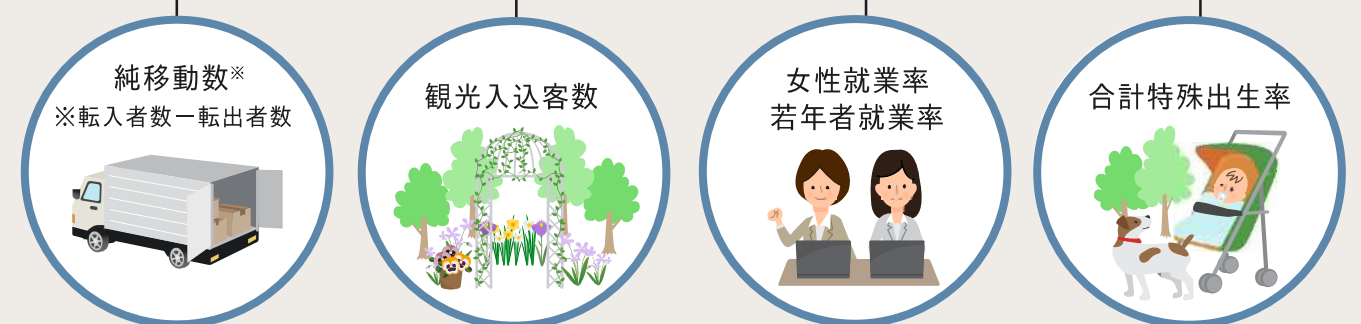 純移動数※
※転入者数ー転出者数
観光入込客数
女性就業率
若年者就業率
合計特殊出生率